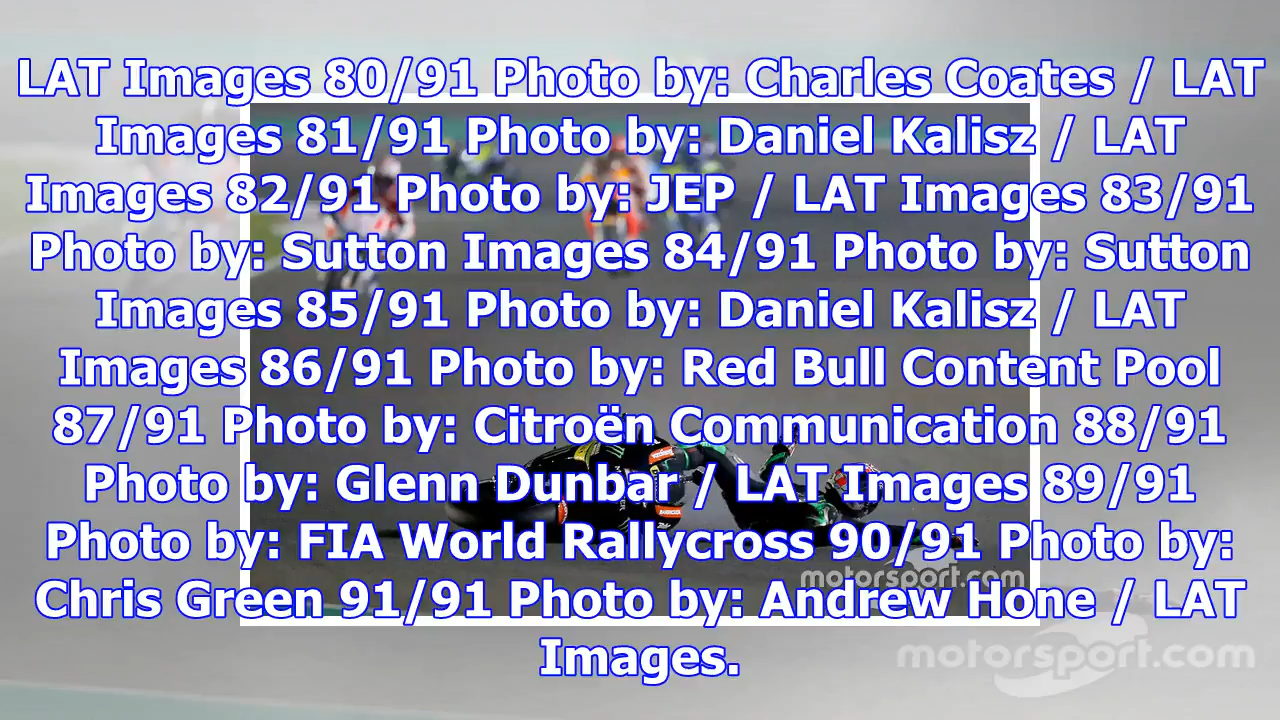 LAT Images 80/91 Photo by: Charles Coates / LAT
Images 81/91 Photo by: Daniel Kalisz / LAT
Images 82/91 Photo by: JEP / LAT Images 83/91
Photo by: Sutton Images 84/91 Photo by: Sutton
Images 85/91 Photo by: Daniel Kalisz / LAT
Images 86/91 Photo by: Red Bull Content Pool
87/91 Photo by: Citroën Communication 88/91
Photo by: Glenn Dunbar / LAT Images 89/91
Photo by: FIA World Rallycross 90/91 Photo by:
Chris Green 91/91 Photo by: Andrew Hone / LAT
Images.
motorsport.com
motorsport.com